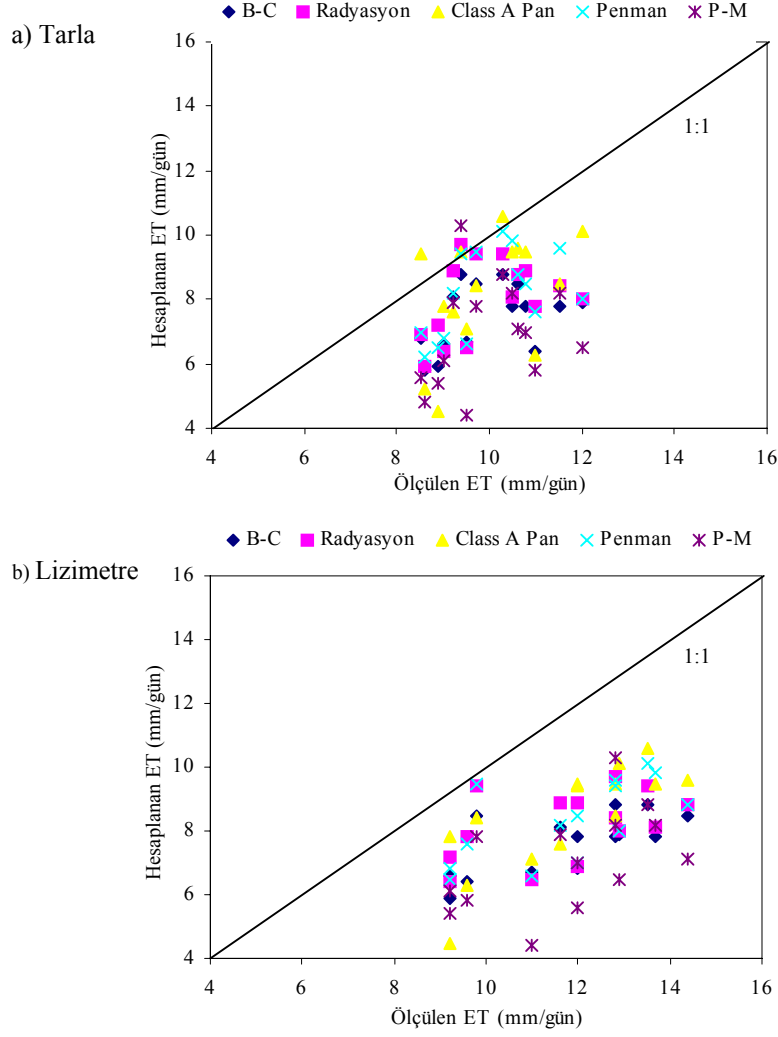 B-C Radyasyon Class A Pan Penman P-M
a) Tarla
16
14
1:1
12
10
8
6
4
Hesaplanan ET (mm/gün)
4 6 8 10 12 14 16
Ölçülen ET (mm/gün)
B-C Radyasyon Class A Pan Penman P-M
b) Lizimetre
16
14
1:1
12
10
8
6
4
Hesaplanan ET (mm/gün)
4 6 8 10 12 14 16
Ölçülen ET (mm/gün)